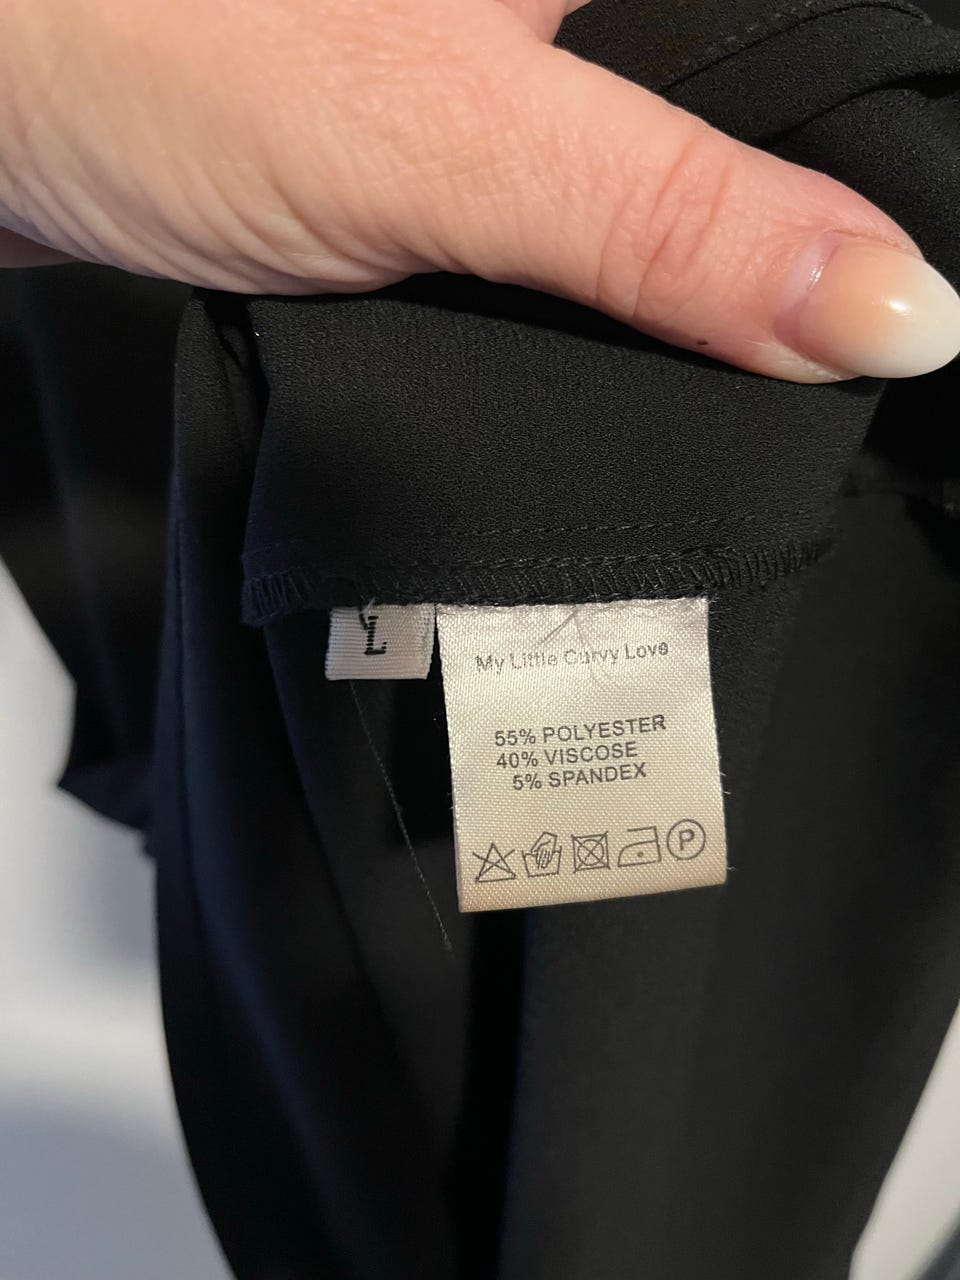 L
My Little Curvy Love
55% POLYESTER
40% VISCOSE
5% SPANDEX
P